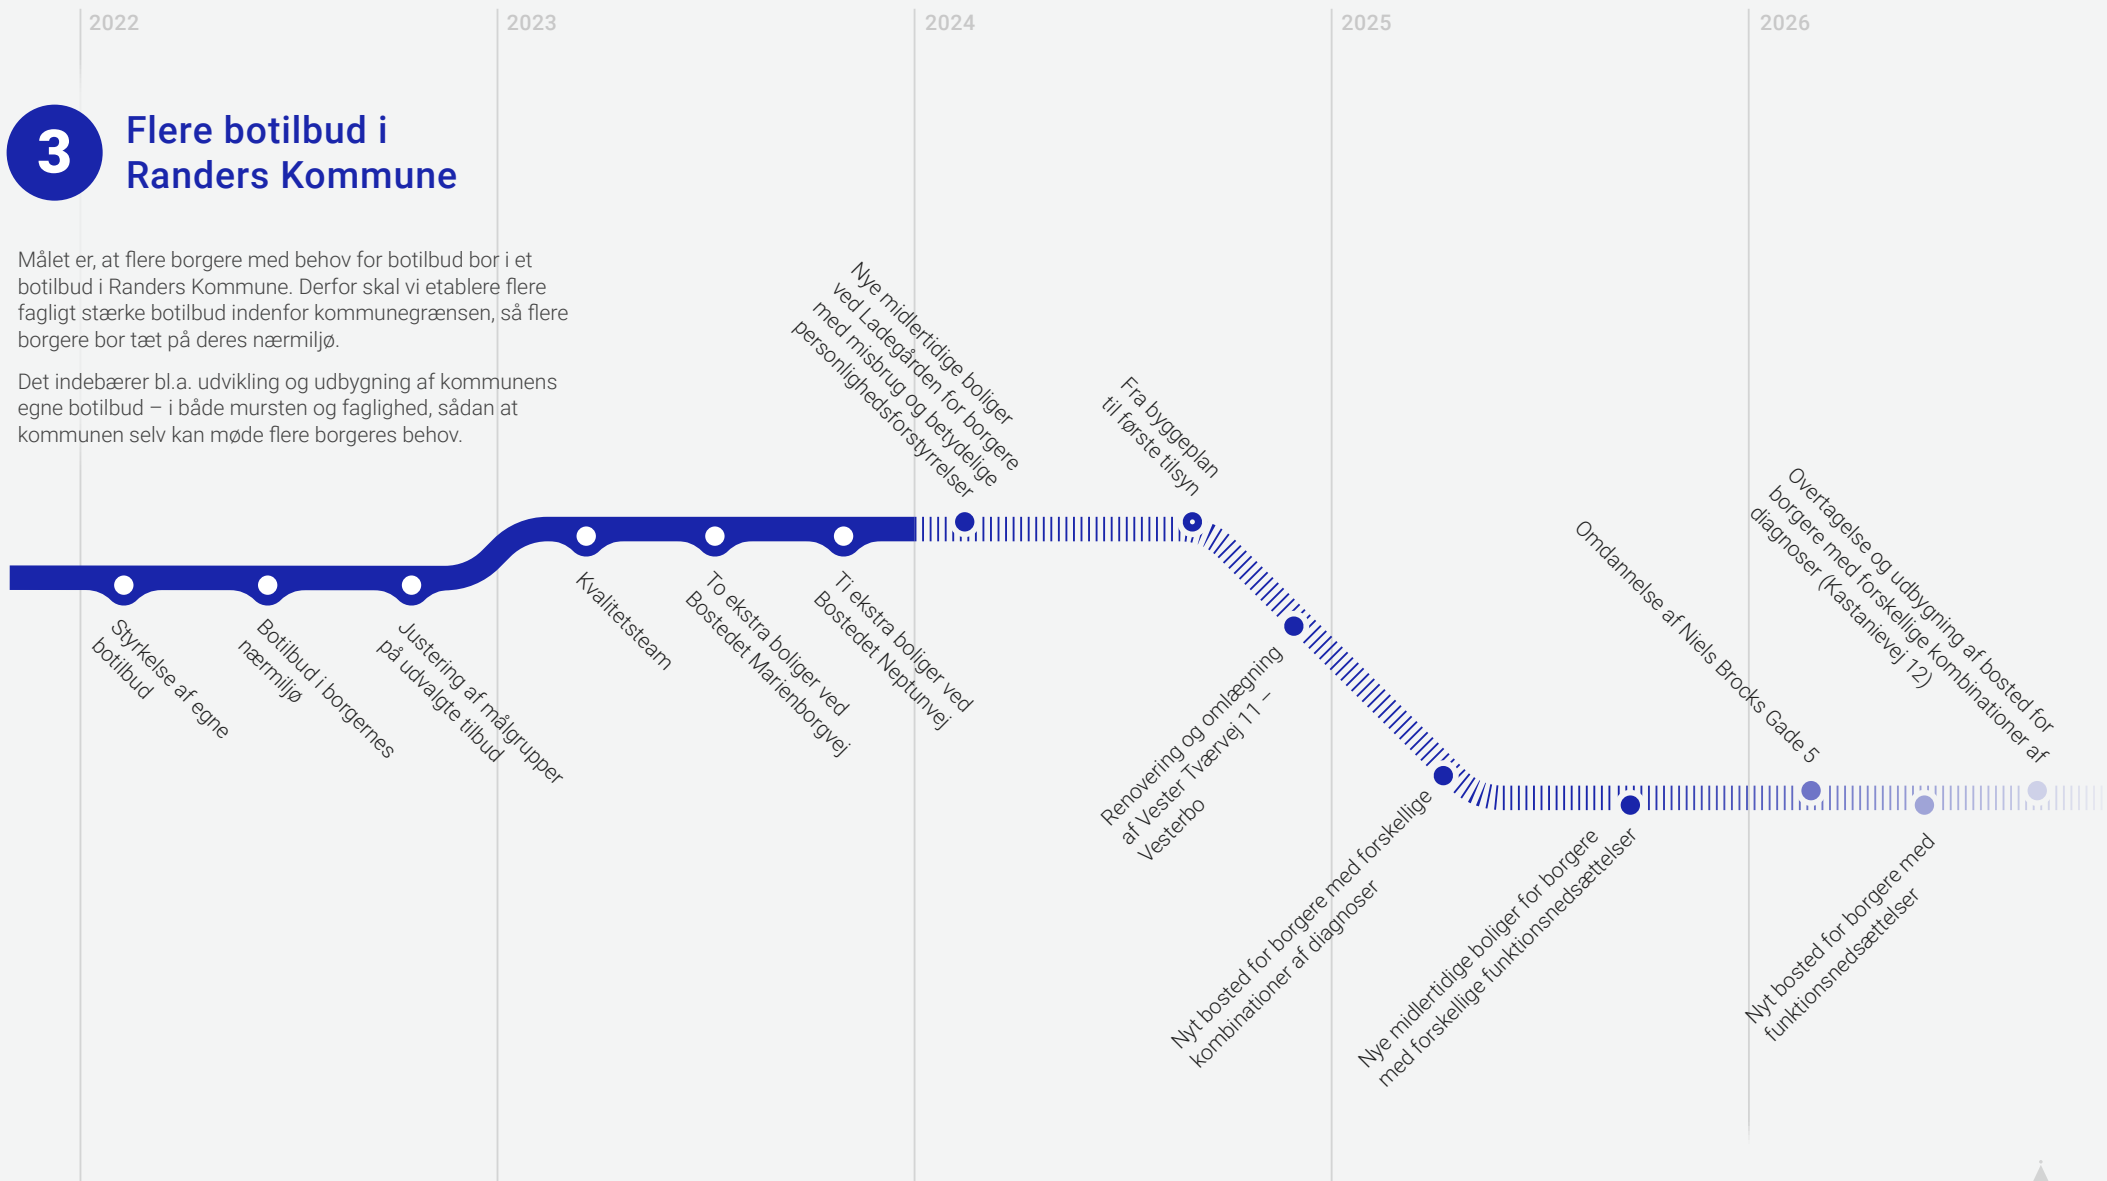 2022
2023
2024
2025
2026
3
Flere botilbud i
Randers Kommune
Målet er, at flere borgere med behov for botilbud bor i et
botilbud i Randers Kommune. Derfor skal vi etablere flere
fagligt stærke botilbud indenfor kommunegrænsen, så flere
borgere bor tæt på deres nærmiljø.
Det indebærer bl.a. udvikling og udbygning af kommunens
egne botilbud – i både mursten og faglighed, sådan at
kommunen selv kan møde flere borgeres behov.
Styrkelse af egne
botilbud
Botilbud i borgernes
nærmiljø
Justering af målgrupper
på udvalgte tilbud
Kvalitetsteam
To ekstra boliger ved
Bostedet Marienborgvej
Ti ekstra boliger ved
Bostedet Neptunvej
Nye midlertidige boliger
ved Ladegården for borgere
med misbrug og betydelige
personlighedsforstyrrelser
Fra byggeplan
til første tilsyn
Renovering og omlægning
af Vester Tværvej 11 –
Vesterbo
Nyt bosted for borgere med forskellige
kombinationer af diagnoser
Nye midlertidige boliger for borgere
med forskellige funktionsnedsættelser
Omdannelse af Niels Brocks Gade 5
Nyt bosted for borgere med
funktionsnedsættelser
Overtagelse og udbygning af bosted for
borgere med forskellige kombinationer af
diagnoser (Kastanievej 12)